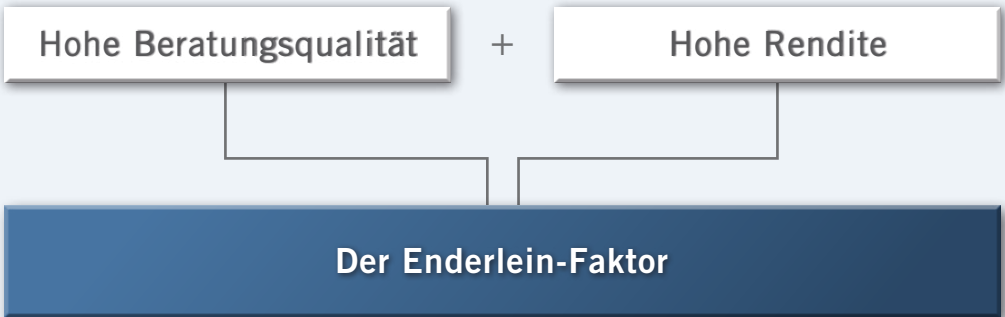 Hohe Beratungsqualität + Hohe Rendite
Der Enderlein-Faktor